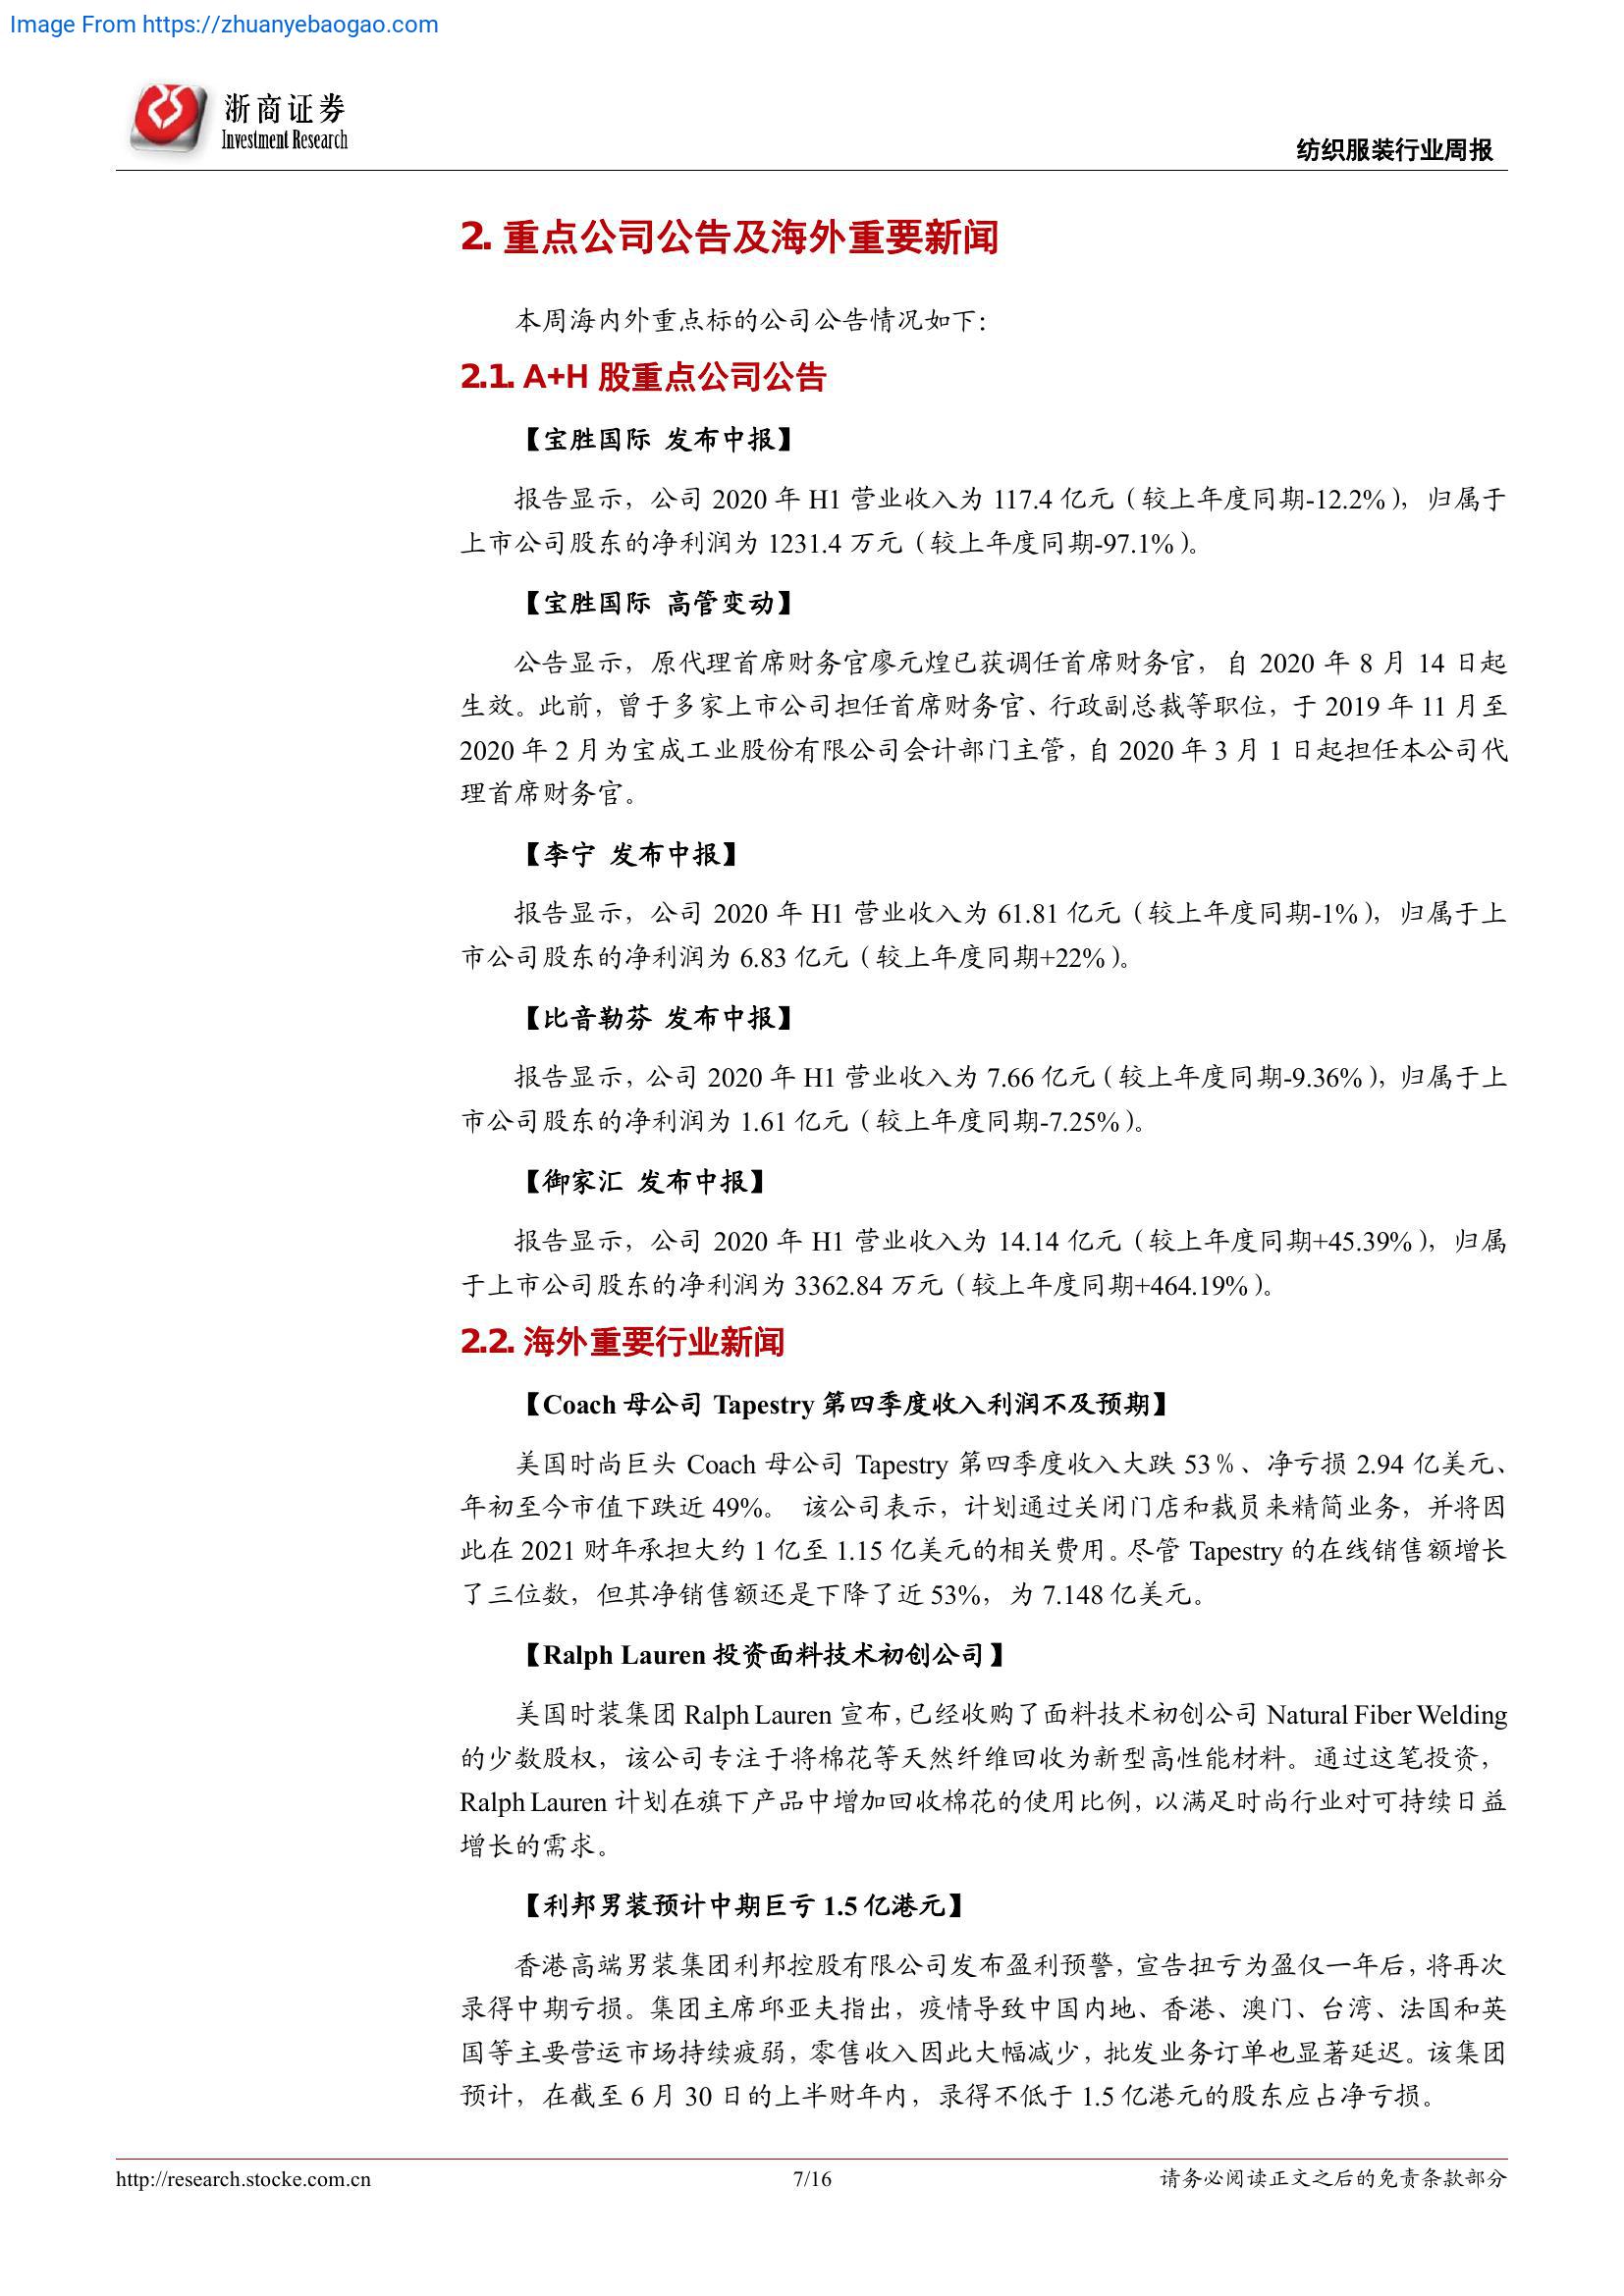 Image From https://zhuanyebaogao.com
浙商证券
Investment Research
纺织服装行业周报
2. 重点公司公告及海外重要新闻
本周海内外重点标的公司公告情况如下：
2.1. A+H 股重点公司公告
【宝胜国际 发布中报】
报告显示，公司 2020 年 H1 营业收入为 117.4 亿元（较上年度同期-12.2%），归属于
上市公司股东的净利润为 1231.4 万元（较上年度同期-97.1%）。
【宝胜国际 高管变动】
公告显示，原代理首席财务官廖元煌已获调任首席财务官，自 2020 年 8 月 14 日起
生效。此前，曾于多家上市公司担任首席财务官、行政副总裁等职位，于 2019 年 11 月至
2020 年 2 月为宝成工业股份有限公司会计部门主管，自 2020 年 3 月 1 日起担任本公司代
理首席财务官。
【李宁 发布中报】
报告显示，公司 2020 年 H1 营业收入为 61.81 亿元（较上年度同期-1%），归属于上
市公司股东的净利润为 6.83 亿元（较上年度同期+22%）。
【比音勒芬 发布中报】
报告显示，公司 2020 年 H1 营业收入为 7.66 亿元（较上年度同期-9.36%），归属于上
市公司股东的净利润为 1.61 亿元（较上年度同期-7.25%）。
【御家汇 发布中报】
报告显示，公司 2020 年 H1 营业收入为 14.14 亿元（较上年度同期+45.39%），归属
于上市公司股东的净利润为 3362.84 万元（较上年度同期+464.19%）。
2.2. 海外重要行业新闻
【Coach 母公司 Tapestry 第四季度收入利润不及预期】
美国时尚巨头 Coach 母公司 Tapestry 第四季度收入大跌 53％、净亏损 2.94 亿美元、
年初至今市值下跌近 49%。 该公司表示，计划通过关闭门店和裁员来精简业务，并将因
此在 2021 财年承担大约 1 亿至 1.15 亿美元的相关费用。尽管 Tapestry 的在线销售额增长
了三位数，但其净销售额还是下降了近 53%，为 7.148 亿美元。
【Ralph Lauren 投资面料技术初创公司】
美国时装集团 Ralph Lauren 宣布，已经收购了面料技术初创公司 Natural Fiber Welding
的少数股权，该公司专注于将棉花等天然纤维回收为新型高性能材料。通过这笔投资，
Ralph Lauren 计划在旗下产品中增加回收棉花的使用比例，以满足时尚行业对可持续日益
增长的需求。
【利邦男装预计中期巨亏 1.5 亿港元】
香港高端男装集团利邦控股有限公司发布盈利预警，宣告扭亏为盈仅一年后，将再次
录得中期亏损。集团主席邱亚夫指出，疫情导致中国内地、香港、澳门、台湾、法国和英
国等主要营运市场持续疲弱，零售收入因此大幅减少，批发业务订单也显著延迟。该集团
预计，在截至 6 月 30 日的上半财年内，录得不低于 1.5 亿港元的股东应占净亏损。
http://research.stocke.com.cn
7/16
请务必阅读正文之后的免责条款部分